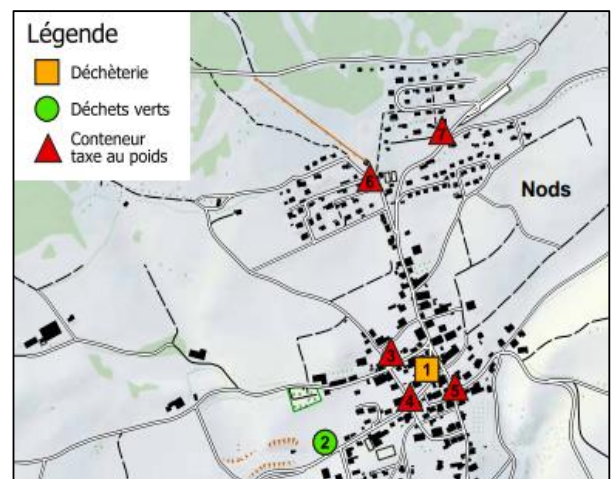 Légende
Déchèterie
Déchets verts
Conteneur
taxe au poids
7
6
Nods
3
1
5
4
2